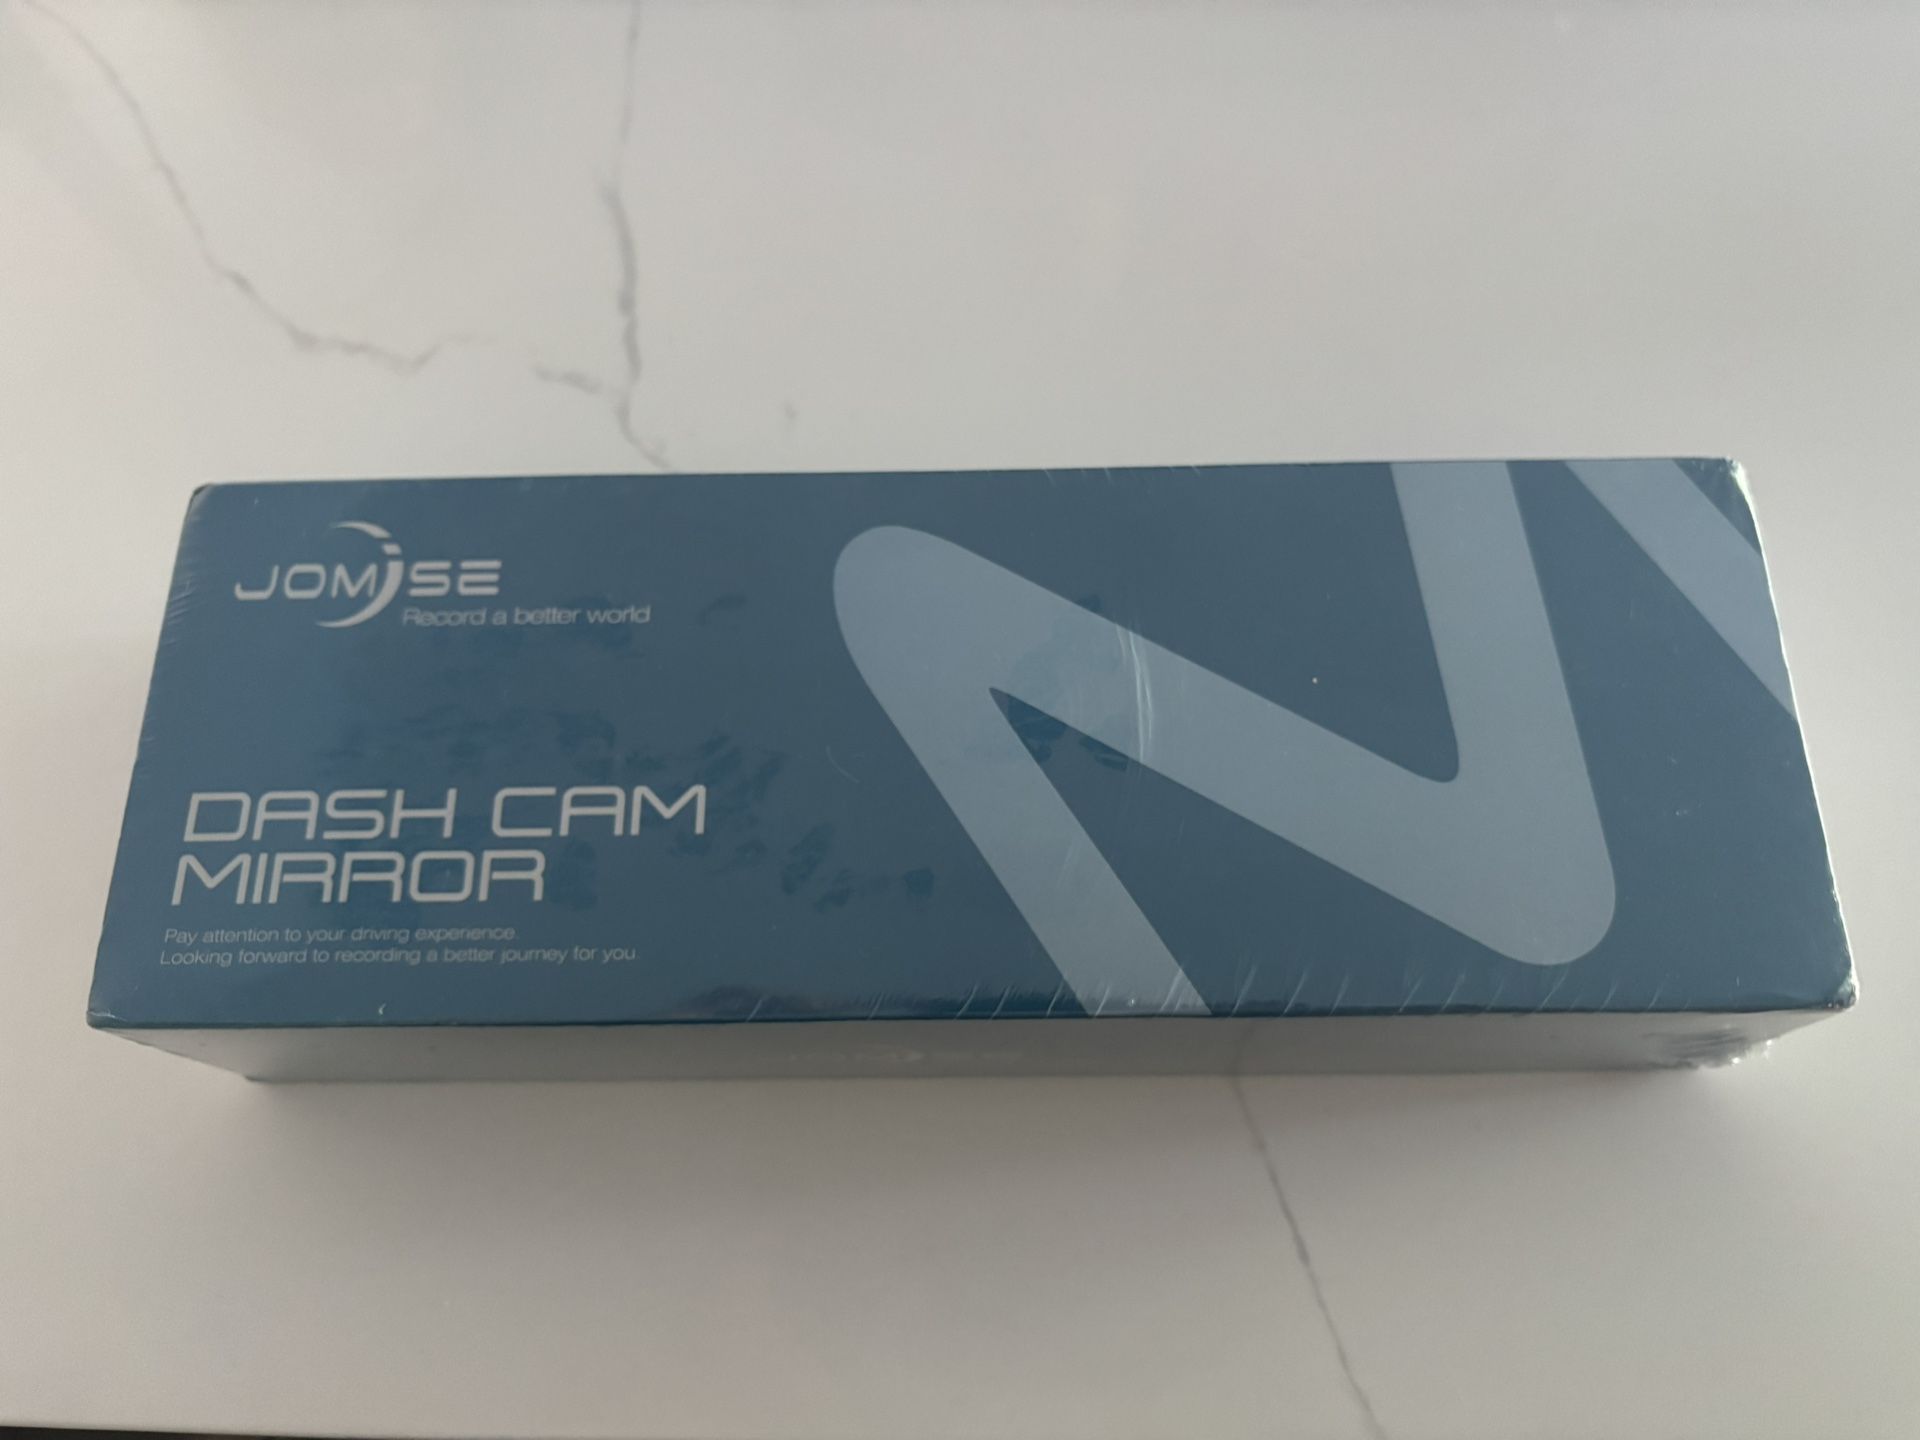 JOMISE
Record a better world
DASH CAM
MIRROR
Pay attention to your driving experience.
Looking forward to recording a better journey for you
JOMISE